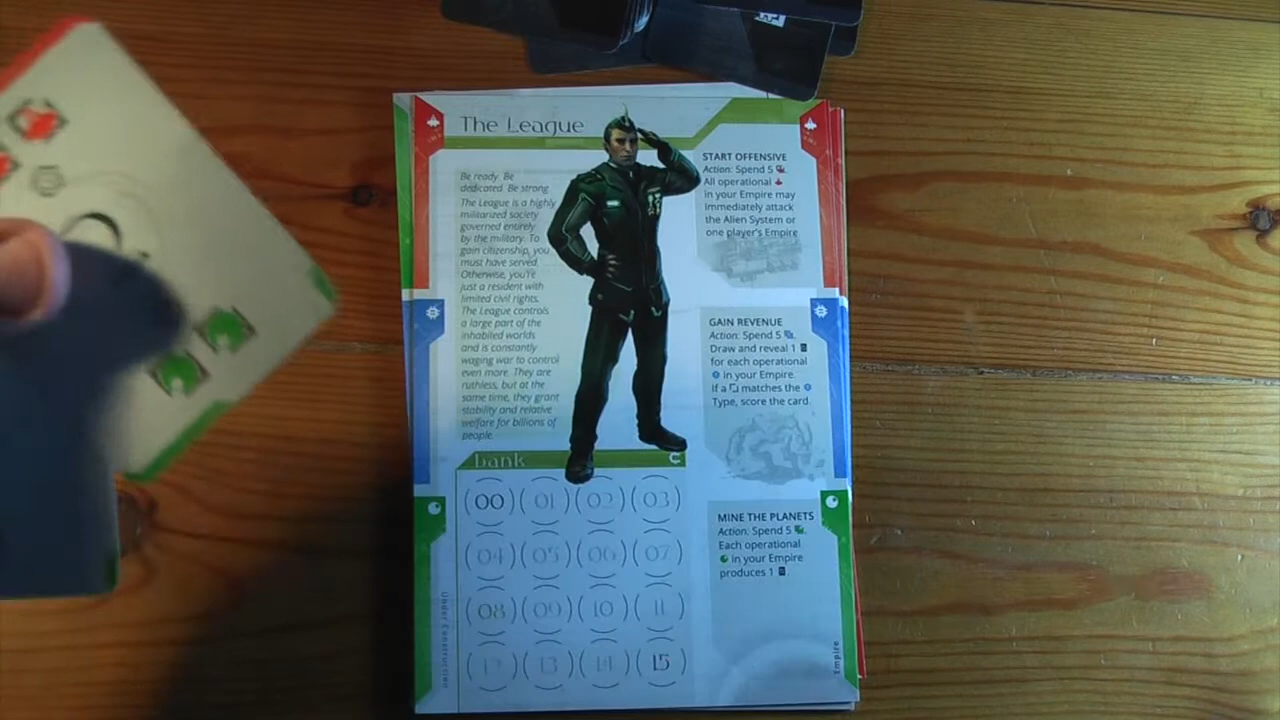 The League
Be ready. Be
dedicated. Be strong.
The League is a highly
militarized society
governed entirely
by the military. To
gain citizenship, you
must have served.
Otherwise, you're
just a resident with
limited civil rights.
The League controls
a large part of the
inhabited worlds
and is constantly
waging war to control
even more. They are
ruthless, but at the
same time, they grant
stability and relative
welfare for billions of
people.
START OFFENSIVE
Action: Spend 5
All operational
in your Empire may
immediately attack
the Alien System or
one player's Empire
GAIN REVENUE
Action: Spend 5
Draw and reveal 1
for each operational
in your Empire.
If a matches the
Type, score the card.
MINE THE PLANETS
Action: Spend 5
Each operational
in your Empire
produces 1
bank
00 01 02 03
04 05 06 07
08 09 10 11
12 13 14 15
Under Construction
Empire